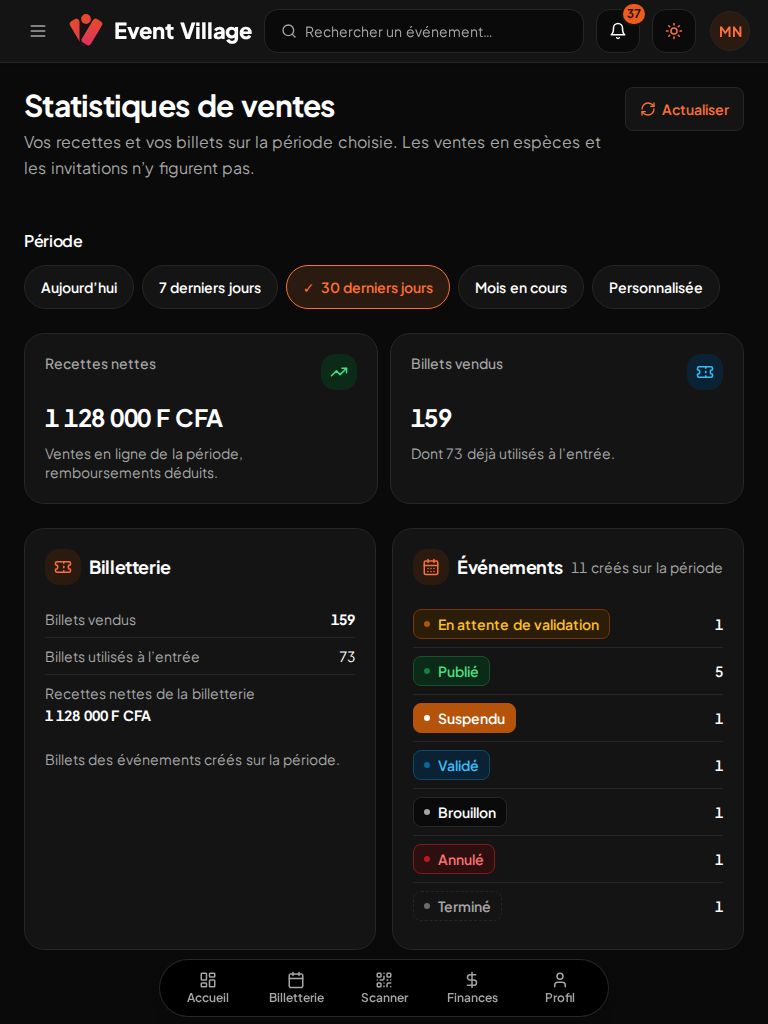 Event Village
Rechercher un événement…
37
MN
Statistiques de ventes
Actualiser
Vos recettes et vos billets sur la période choisie. Les ventes en espèces et
les invitations n’y figurent pas.
Période
Aujourd’hui
7 derniers jours
✓ 30 derniers jours
Mois en cours
Personnalisée
Recettes nettes
1 128 000 F CFA
Ventes en ligne de la période,
remboursements déduits.
Billets vendus
159
Dont 73 déjà utilisés à l’entrée.
Billetterie
Billets vendus 159
Billets utilisés à l’entrée 73
Recettes nettes de la billetterie
1 128 000 F CFA
Billets des événements créés sur la période.
Événements 11 créés sur la période
En attente de validation 1
Publié 5
Suspendu 1
Validé 1
Brouillon 1
Annulé 1
Terminé 1
Accueil
Billetterie
Scanner
Finances
Profil